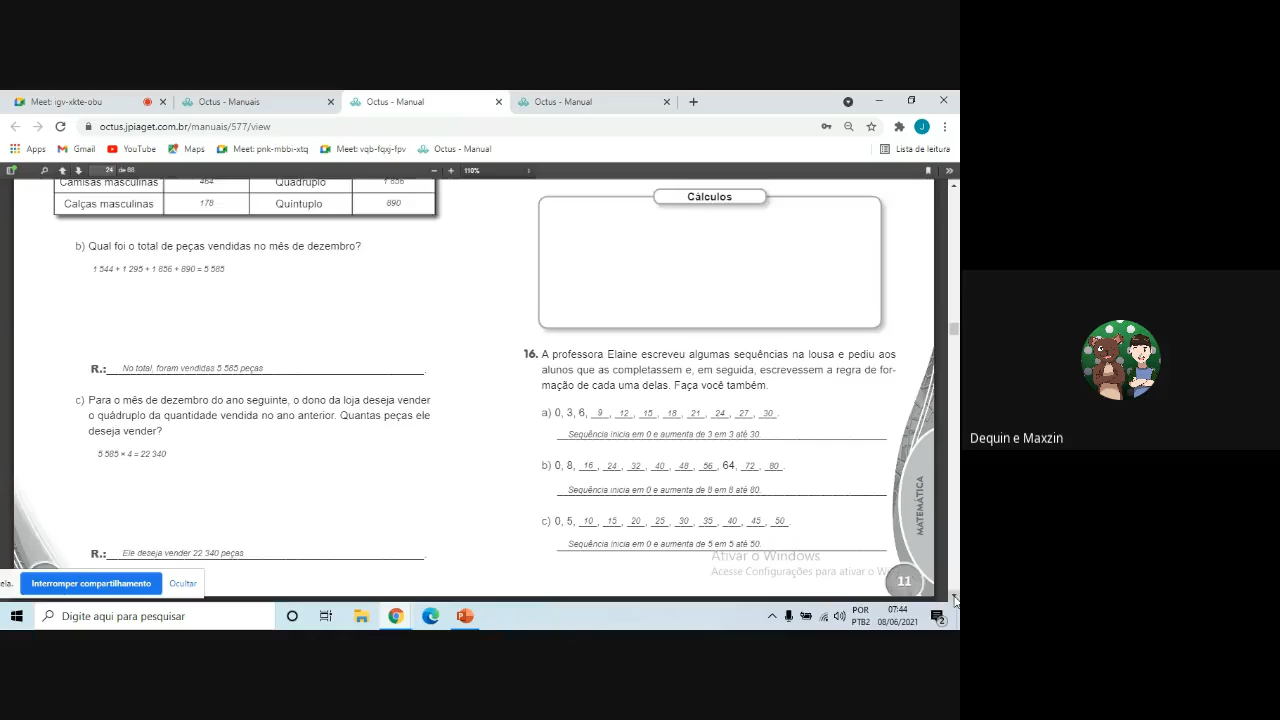 Meet: igv-xkte-obu
Octus - Manuais
Octus - Manual
Octus - Manual
octus.jpiaget.com.br/manuais/577/view
Apps
Gmail
YouTube
Maps
Meet: pnk-mbbi-xtq
Meet: vqb-fqxj-fpv
Octus - Manual
Lista de leitura
24 de 88
110%
Camisas masculinas 464 Quádruplo 1 856
Calças masculinas 178 Quíntuplo 890
b) Qual foi o total de peças vendidas no mês de dezembro?
1 544 + 1 295 + 1 856 + 890 = 5 585
R.: No total, foram vendidas 5 585 peças.
c) Para o mês de dezembro do ano seguinte, o dono da loja deseja vender
o quádruplo da quantidade vendida no ano anterior. Quantas peças ele
deseja vender?
5 585 × 4 = 22 340
R.: Ele deseja vender 22 340 peças.
Cálculos
16. A professora Elaine escreveu algumas sequências na lousa e pediu aos
alunos que as completassem e, em seguida, escrevessem a regra de for-
mação de cada uma delas. Faça você também.
a) 0, 3, 6, 9, 12, 15, 18, 21, 24, 27, 30.
Sequência inicia em 0 e aumenta de 3 em 3 até 30.
b) 0, 8, 16, 24, 32, 40, 48, 56, 64, 72, 80.
Sequência inicia em 0 e aumenta de 8 em 8 até 80.
c) 0, 5, 10, 15, 20, 25, 30, 35, 40, 45, 50.
Sequência inicia em 0 e aumenta de 5 em 5 até 50.
MATEMÁTICA
11
Ativar o Windows
Acesse Configurações para ativar o W
ela.
Interromper compartilhamento
Ocultar
Digite aqui para pesquisar
POR
PTB2
07:44
08/06/2021
2
J
Dequin e Maxzin